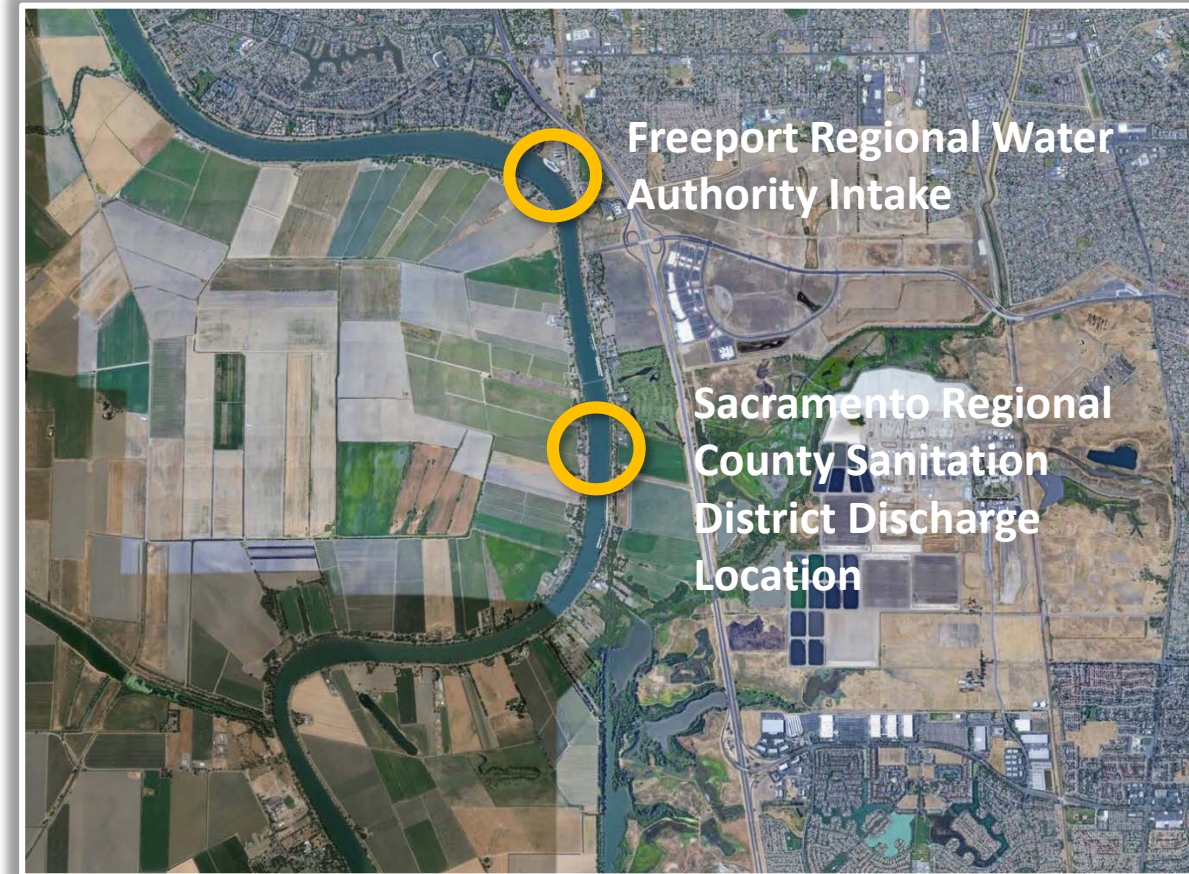 Freeport Regional Water
Authority Intake
Sacramento Regional
County Sanitation
District Discharge
Location